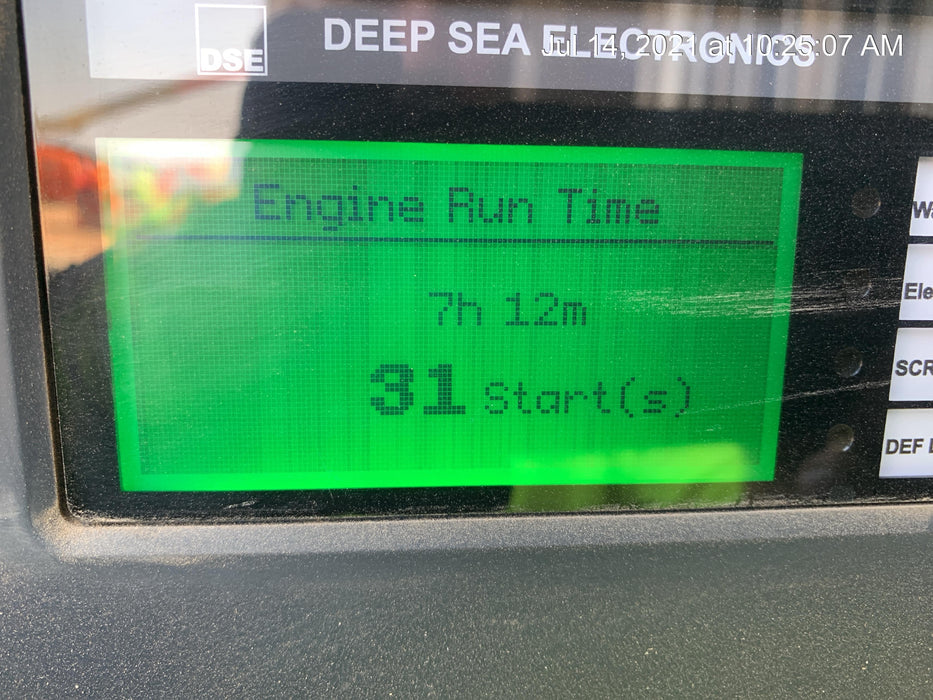 DSE
DEEP SEA ELECTRONICS
Jul 14, 2021 at 10:25:07 AM
Engine Run Time
7h 12m
31 Start(s)
SCR
DEF